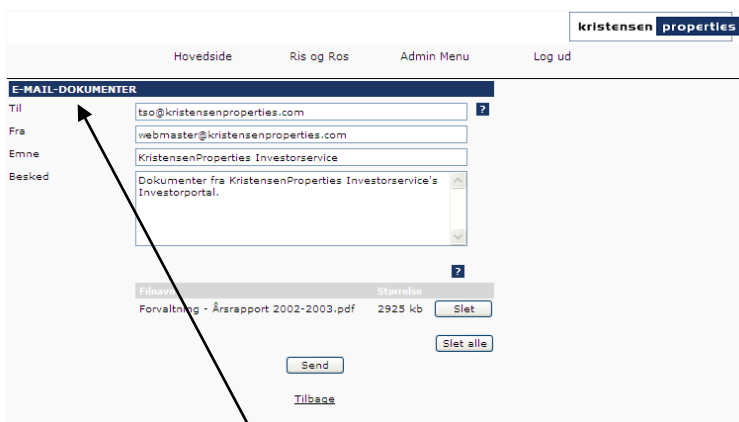 kristensen properties
Hovedside Ris og Ros Admin Menu Log ud
E-MAIL-DOKUMENTER
Til tso@kristensenproperties.com ?
Fra webmaster@kristensenproperties.com
Emne KristensenProperties Investorservice
Besked Dokumenter fra KristensenProperties Investorservice's
Investorportal.
?
Filnavn Størrelse
Forvaltning - Årsrapport 2002-2003.pdf 2925 kb Slet
Slet alle
Send
Tilbage